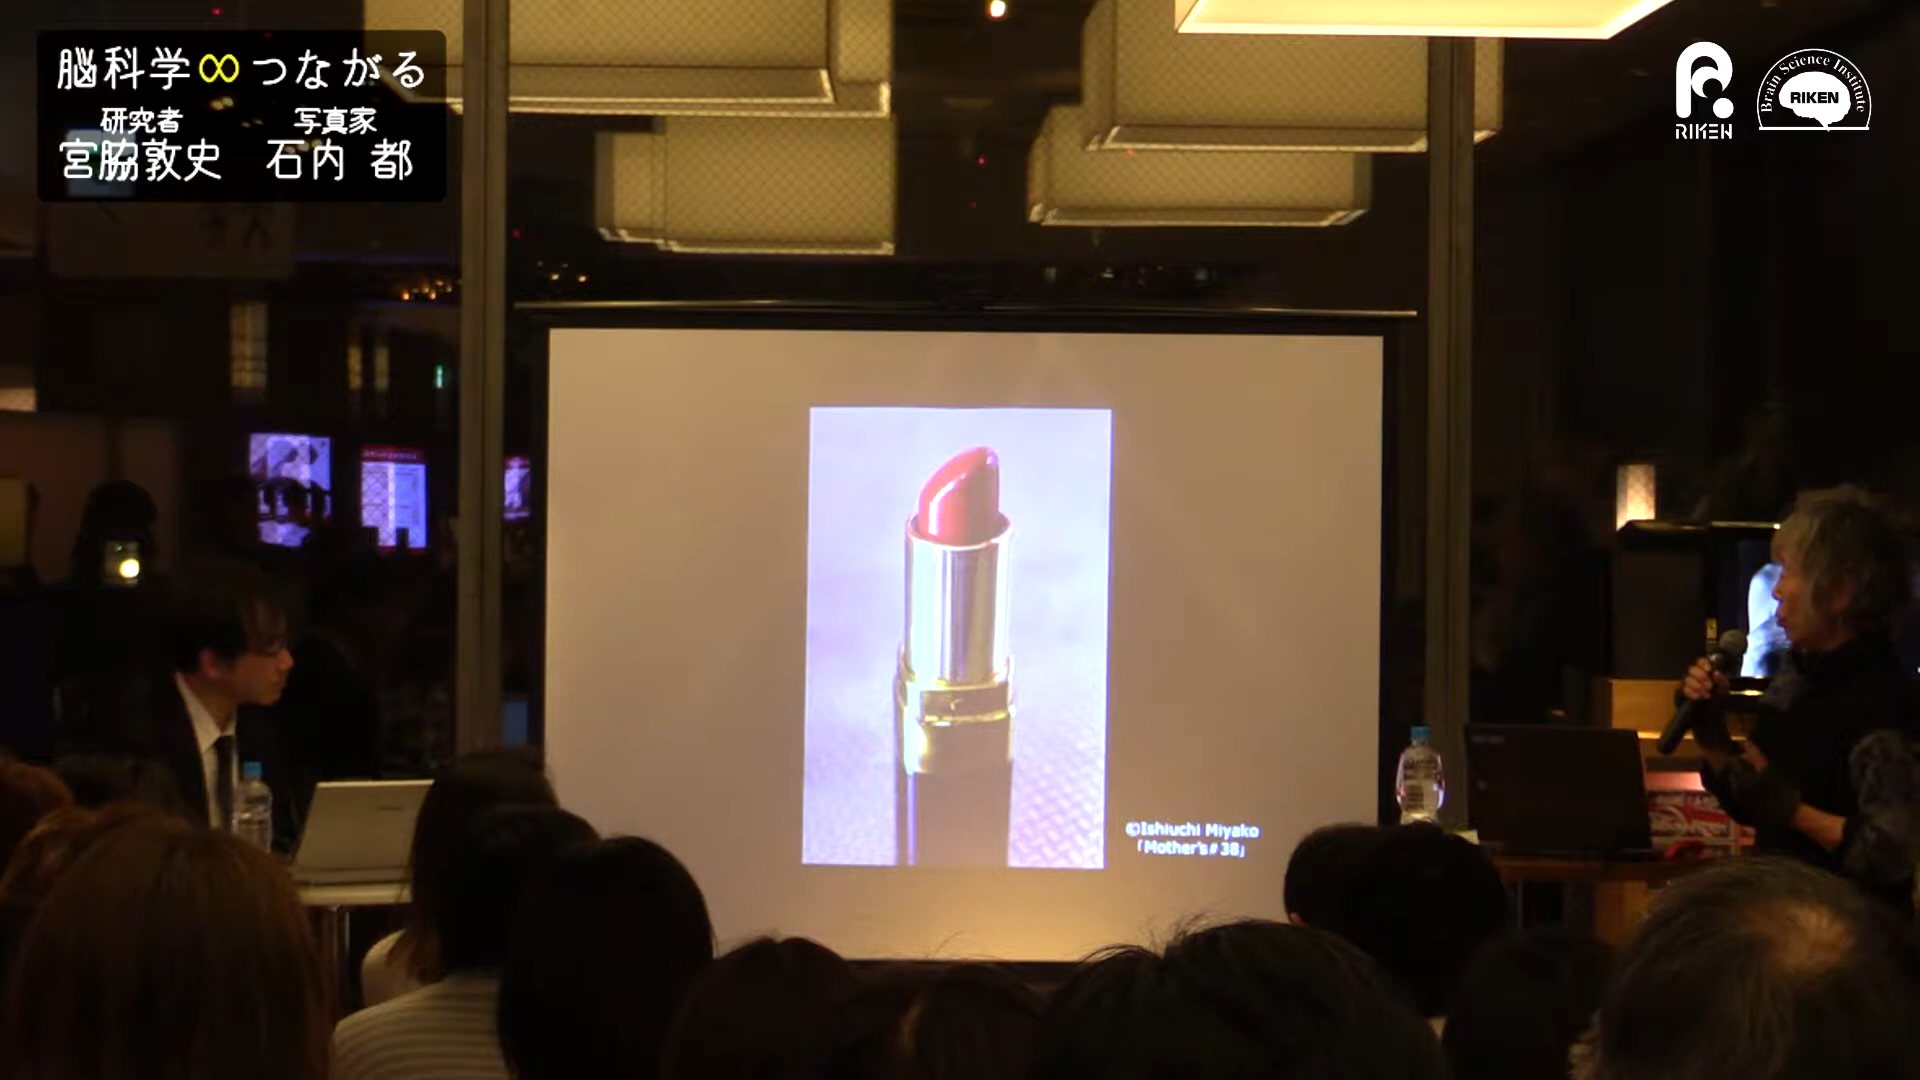 脳科学∞つながる
研究者 写真家
宮脇敦史 石内 都
RIKEN
Brain Science Institute
RIKEN
©Ishiuchi Miyako
「Mother's#38」